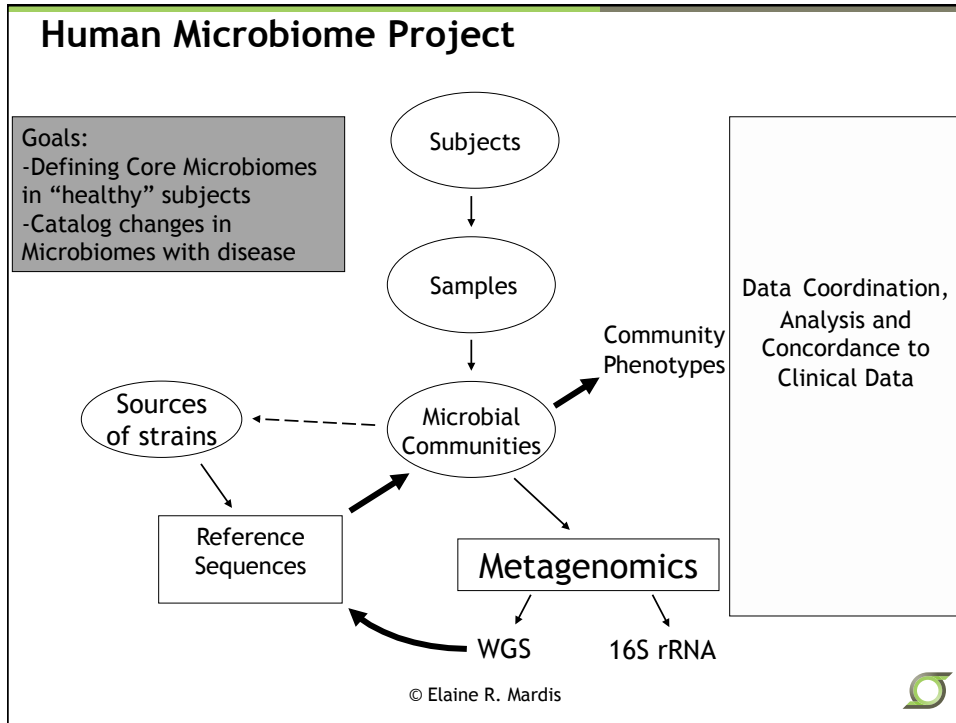 Human Microbiome Project
Goals:
-Defining Core Microbiomes
in “healthy” subjects
-Catalog changes in
Microbiomes with disease
Subjects
Samples
Community
Phenotypes
Data Coordination,
Analysis and
Concordance to
Clinical Data
Sources
of strains
Microbial
Communities
Reference
Sequences
Metagenomics
WGS
16S rRNA
© Elaine R. Mardis